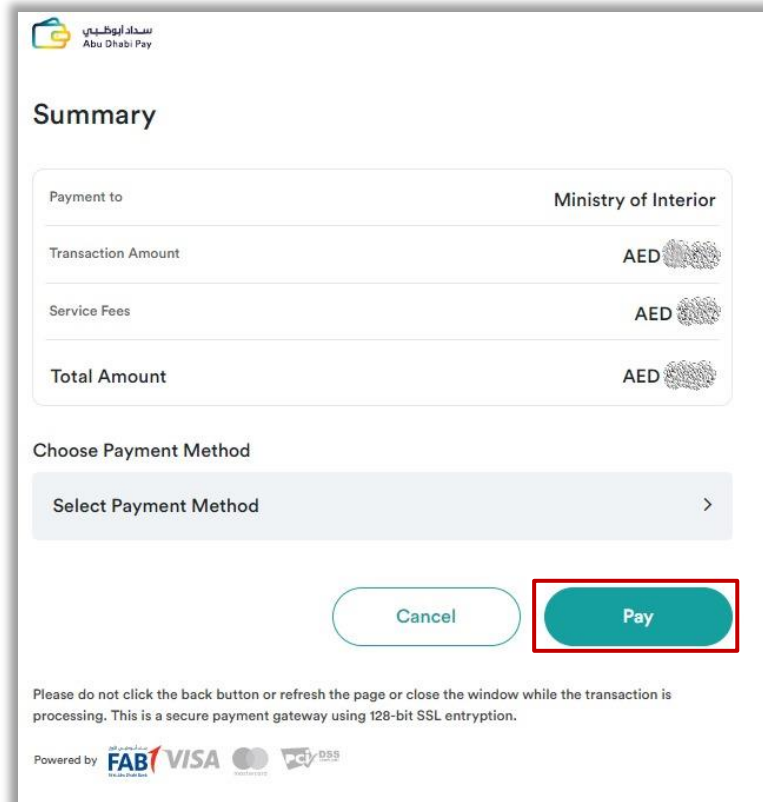 سداد أبوظبي
Abu Dhabi Pay
Summary
Payment to
Ministry of Interior
Transaction Amount
AED
Service Fees
AED
Total Amount
AED
Choose Payment Method
Select Payment Method
Cancel
Pay
Please do not click the back button or refresh the page or close the window while the transaction is
processing. This is a secure payment gateway using 128-bit SSL entryption.
Powered by
FAB
VISA
mastercard
PCI DSS